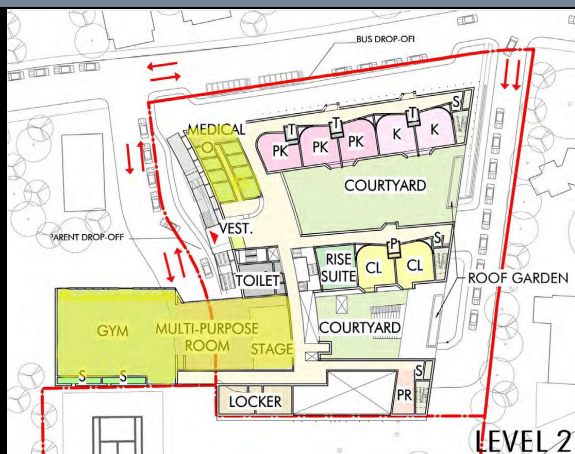 BUS DROP-OFF
MEDICAL
O
T
T
T
S
PK
PK
PK
K
K
COURTYARD
VEST.
PARENT DROP-OFF
TOILET
RISE
SUITE
CL
P
CL
S
ROOF GARDEN
GYM
MULTI-PURPOSE
ROOM
STAGE
COURTYARD
S
S
LOCKER
PR
S
LEVEL 2